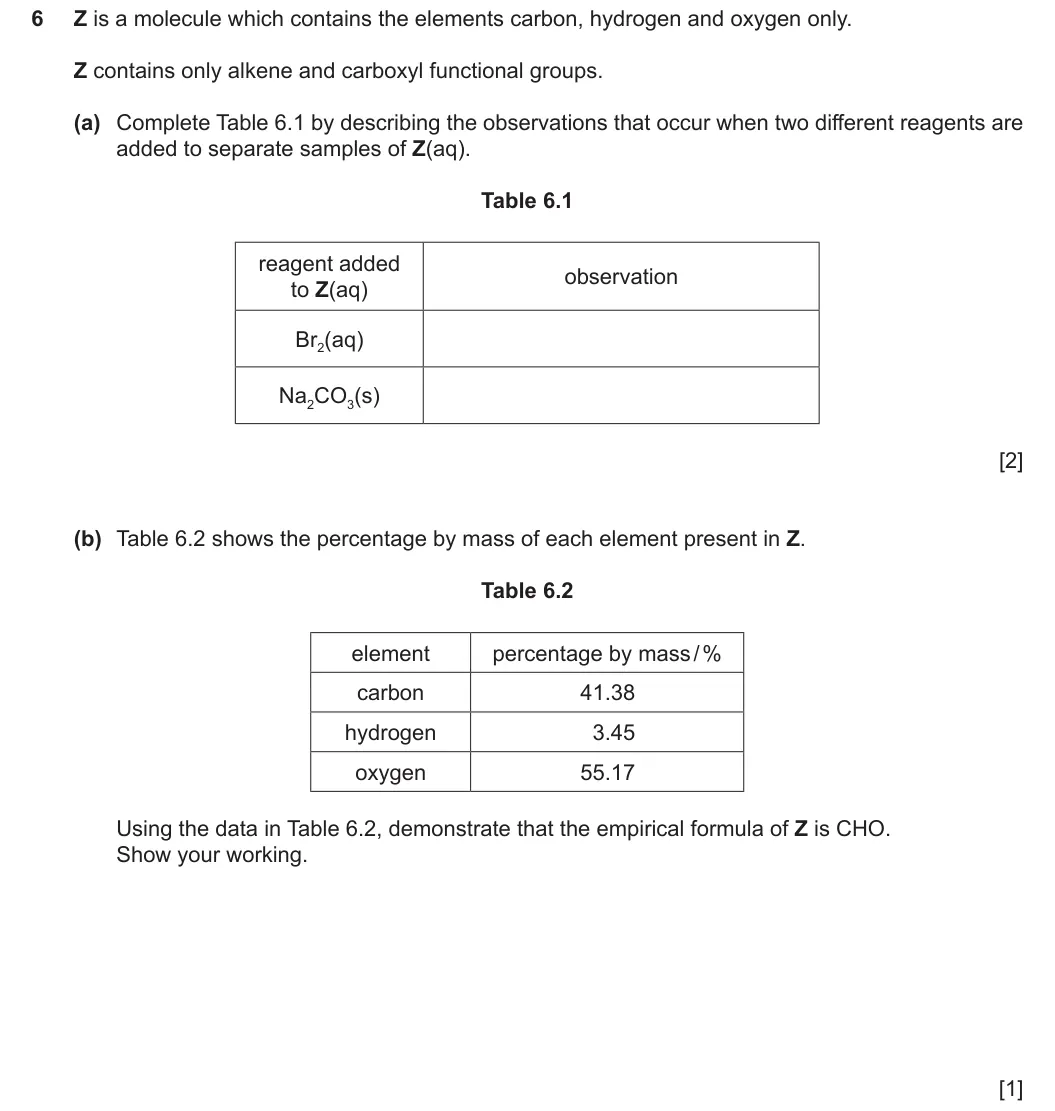 6 Z is a molecule which contains the elements carbon, hydrogen and oxygen only.
Z contains only alkene and carboxyl functional groups.
(a) Complete Table 6.1 by describing the observations that occur when two different reagents are
added to separate samples of Z(aq).
Table 6.1
reagent added
to Z(aq)
observation
Br₂(aq)
Na₂CO₃(s)
[2]
(b) Table 6.2 shows the percentage by mass of each element present in Z.
Table 6.2
element percentage by mass / %
carbon 41.38
hydrogen 3.45
oxygen 55.17
Using the data in Table 6.2, demonstrate that the empirical formula of Z is CHO.
Show your working.
[1]